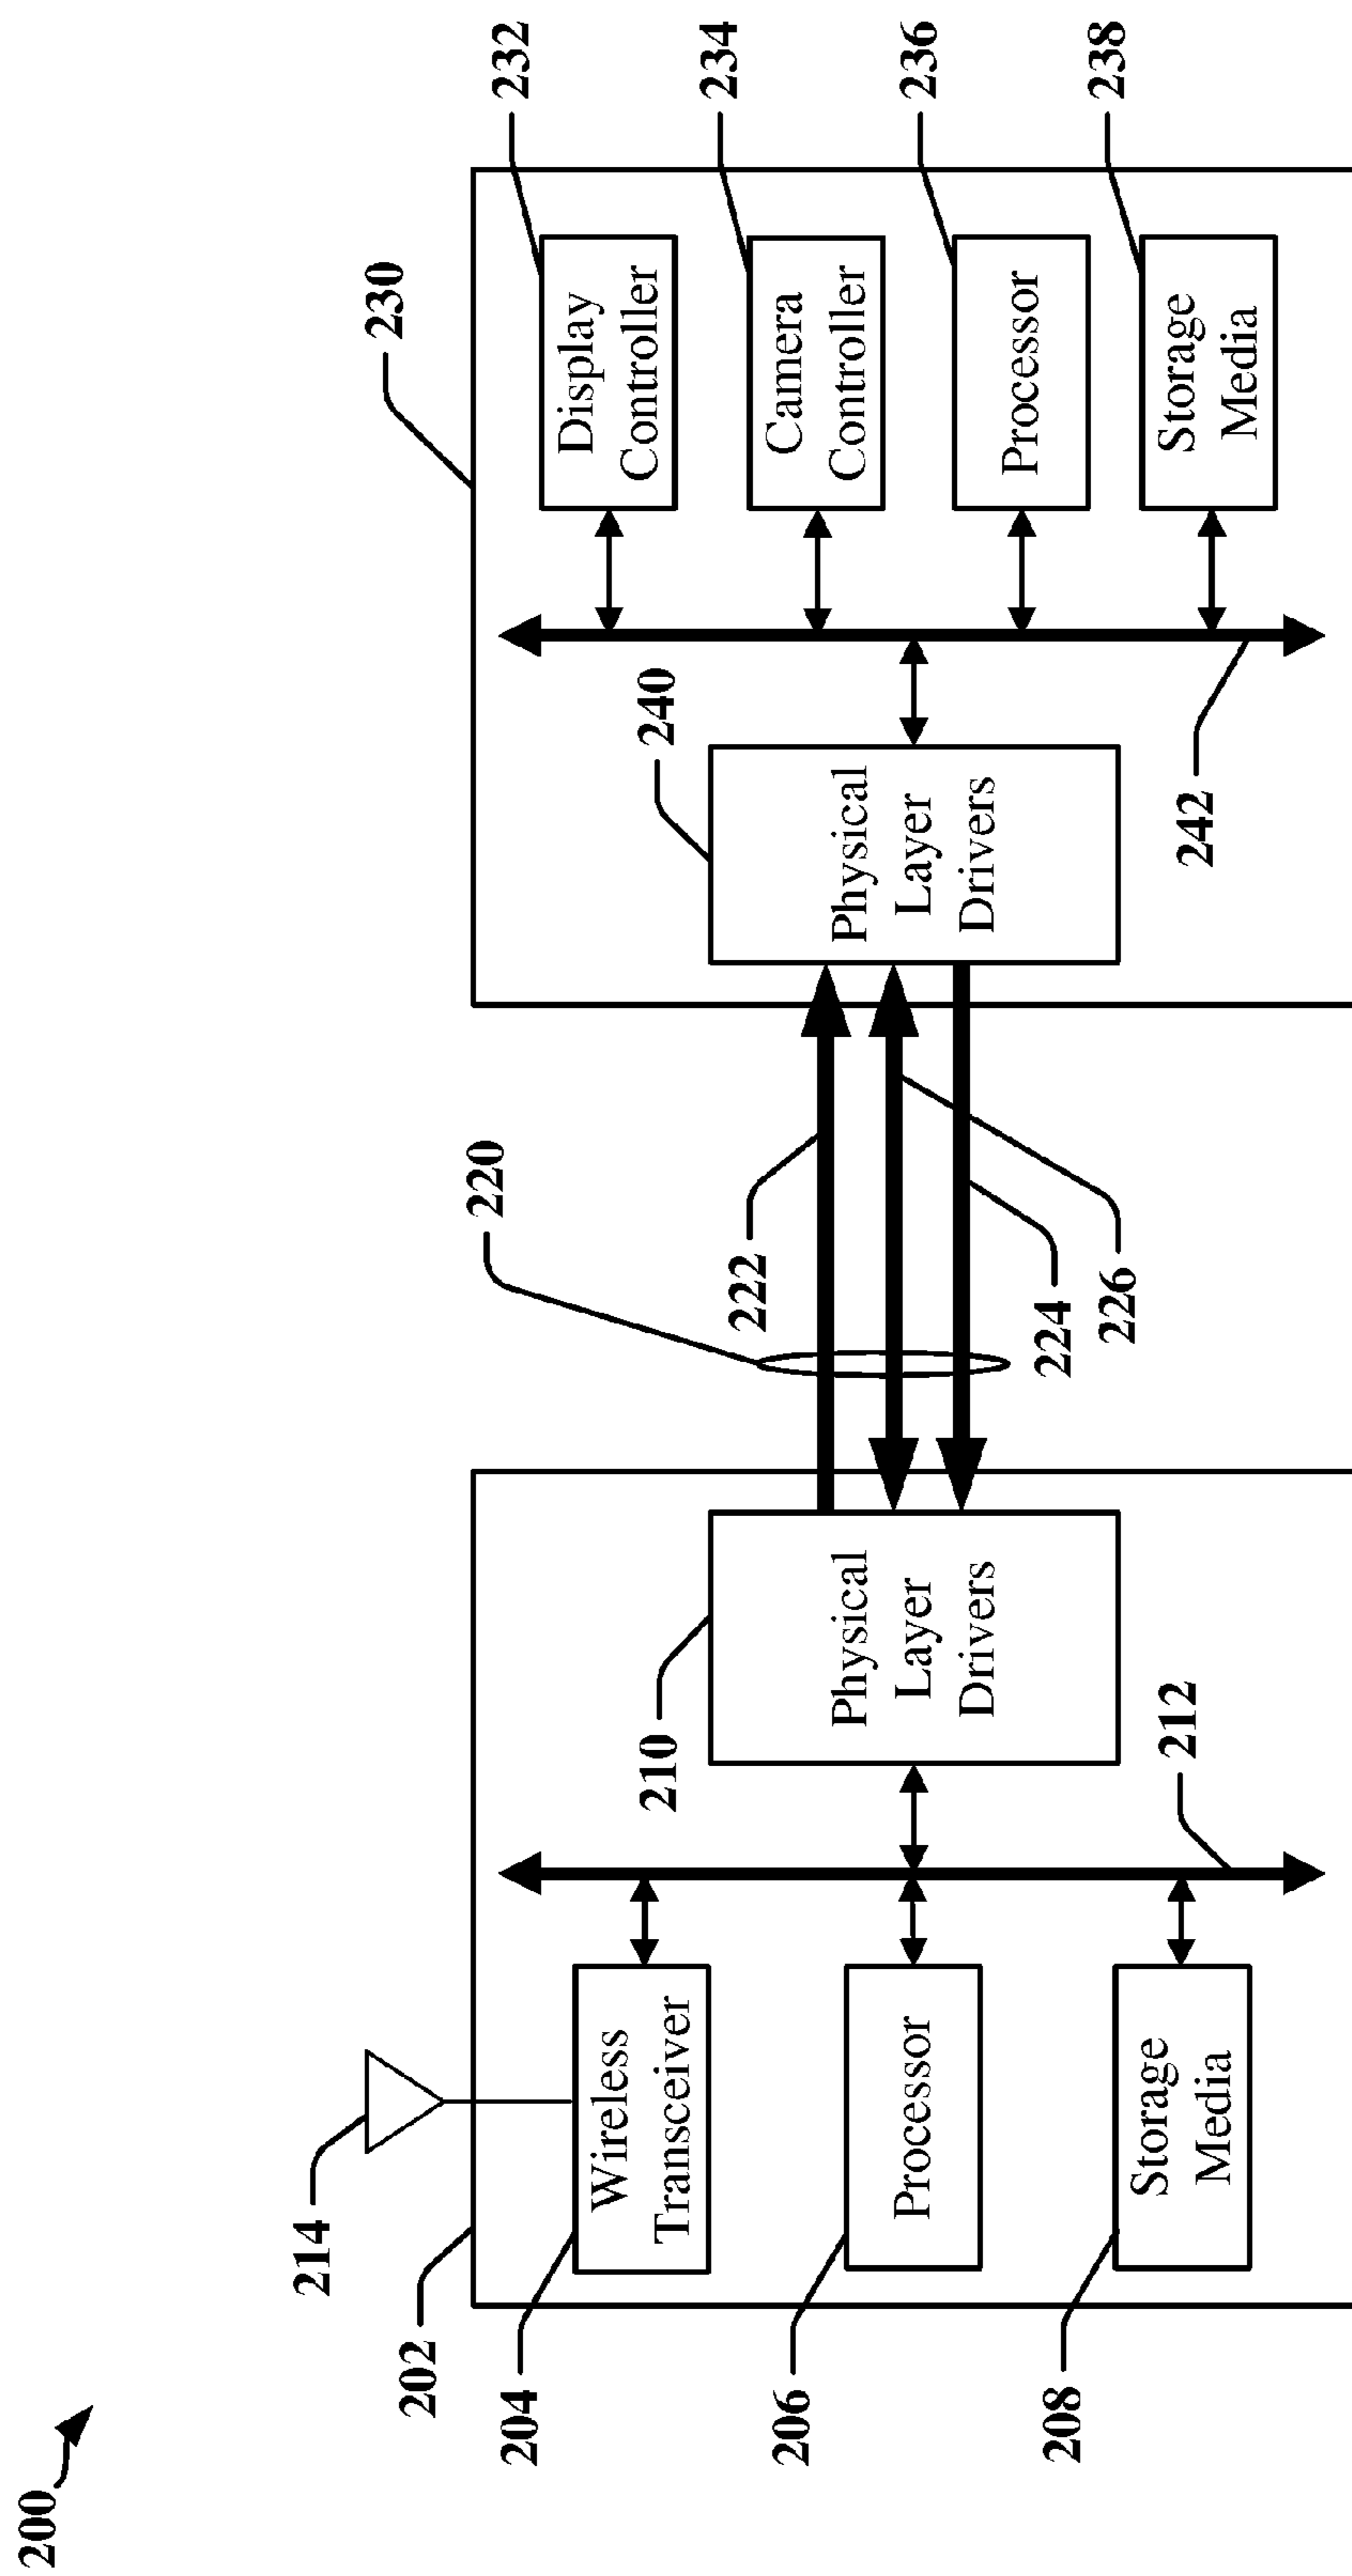 200
214
202
204
Wireless
Transceiver
206
Processor
208
Storage
Media
210
Physical
Layer
Drivers
212
220
222
224
226
230
240
Physical
Layer
Drivers
242
232
Display
Controller
234
Camera
Controller
236
Processor
238
Storage
Media